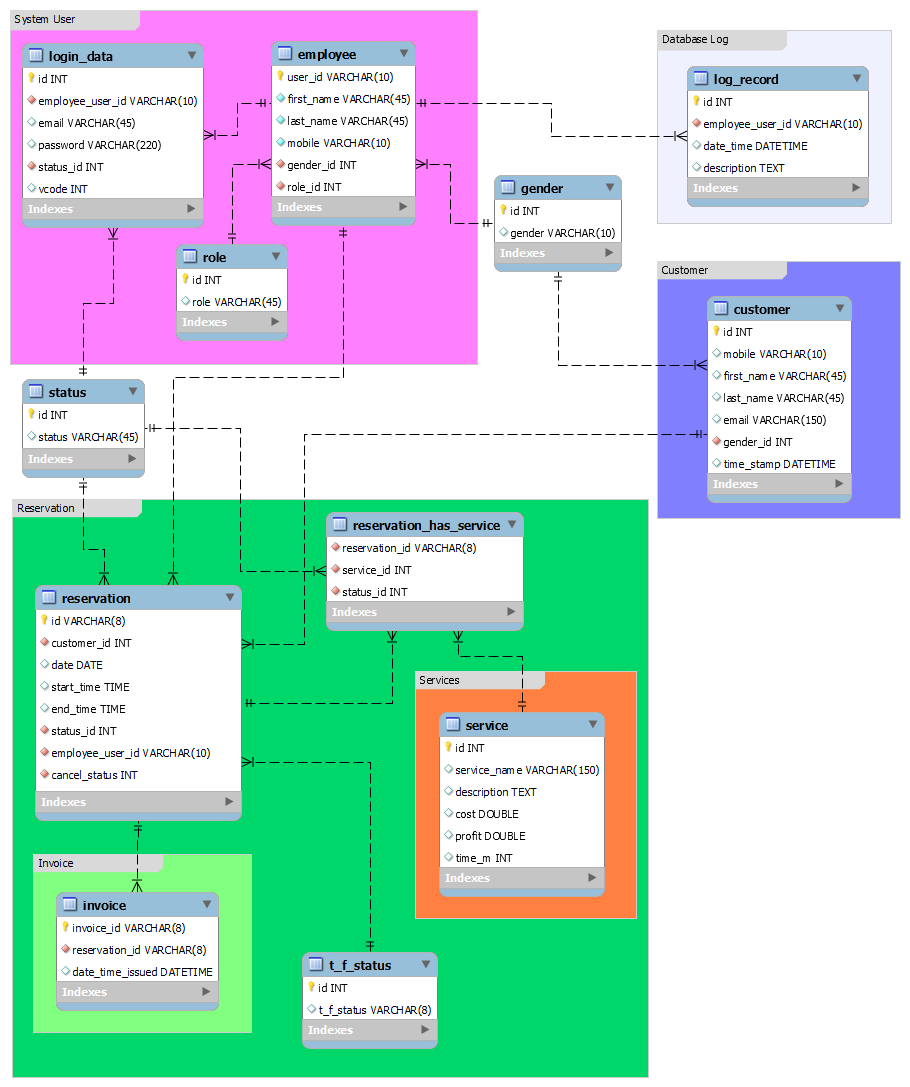 System User
login_data
id INT
employee_user_id VARCHAR(10)
email VARCHAR(45)
password VARCHAR(220)
status_id INT
vcode INT
Indexes
employee
user_id VARCHAR(10)
first_name VARCHAR(45)
last_name VARCHAR(45)
mobile VARCHAR(10)
gender_id INT
role_id INT
Indexes
role
id INT
role VARCHAR(45)
Indexes
Database Log
log_record
id INT
employee_user_id VARCHAR(10)
date_time DATETIME
description TEXT
Indexes
gender
id INT
gender VARCHAR(10)
Indexes
Customer
customer
id INT
mobile VARCHAR(10)
first_name VARCHAR(45)
last_name VARCHAR(45)
email VARCHAR(150)
gender_id INT
time_stamp DATETIME
Indexes
status
id INT
status VARCHAR(45)
Indexes
Reservation
reservation_has_service
reservation_id VARCHAR(8)
service_id INT
status_id INT
Indexes
reservation
id VARCHAR(8)
customer_id INT
date DATE
start_time TIME
end_time TIME
status_id INT
employee_user_id VARCHAR(10)
cancel_status INT
Indexes
Services
service
id INT
service_name VARCHAR(150)
description TEXT
cost DOUBLE
profit DOUBLE
time_m INT
Indexes
Invoice
invoice
invoice_id VARCHAR(8)
reservation_id VARCHAR(8)
date_time_issued DATETIME
Indexes
t_f_status
id INT
t_f_status VARCHAR(8)
Indexes